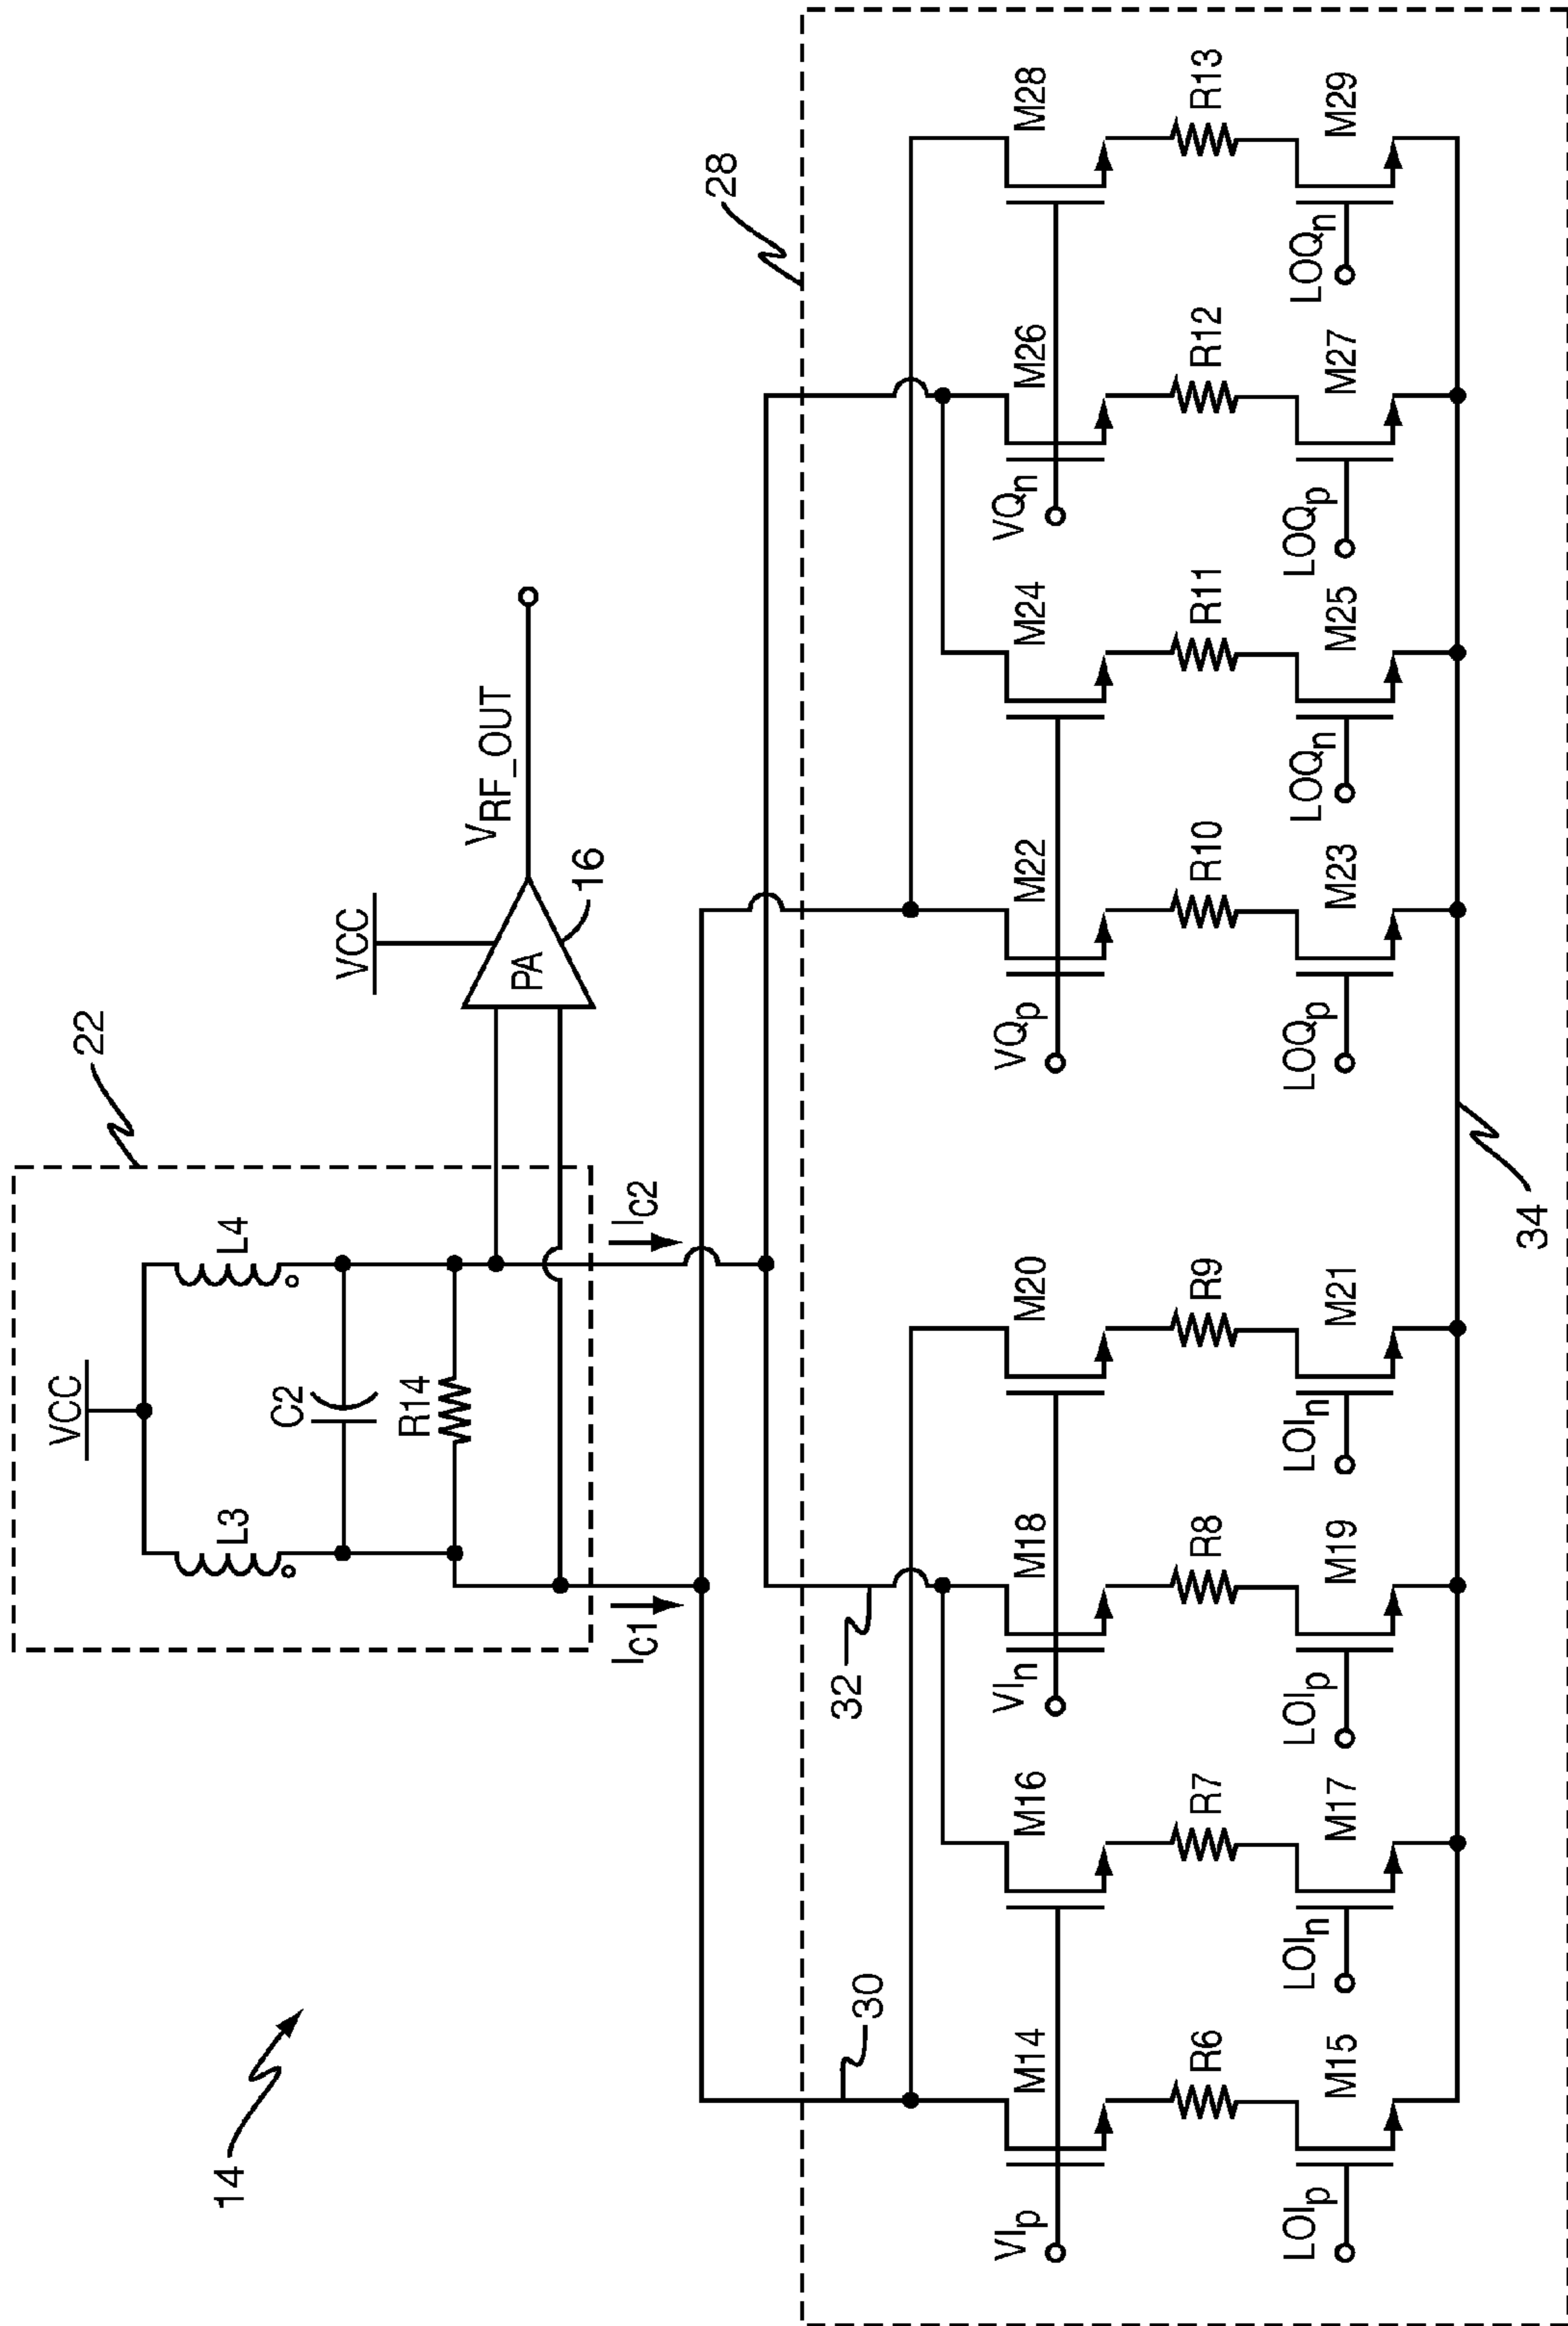 14
22
VCC
L3
L4
C2
R14
VCC
PA
16
VRF_OUT
IC1
IC2
28
30
32
M14
M16
M18
M20
M22
M24
M26
M28
VIp
VIn
VQp
VQn
R6
R7
R8
R9
R10
R11
R12
R13
M15
M17
M19
M21
M23
M25
M27
M29
LOIp
LOIn
LOIp
LOIn
LOQp
LOQn
LOQp
LOQn
34